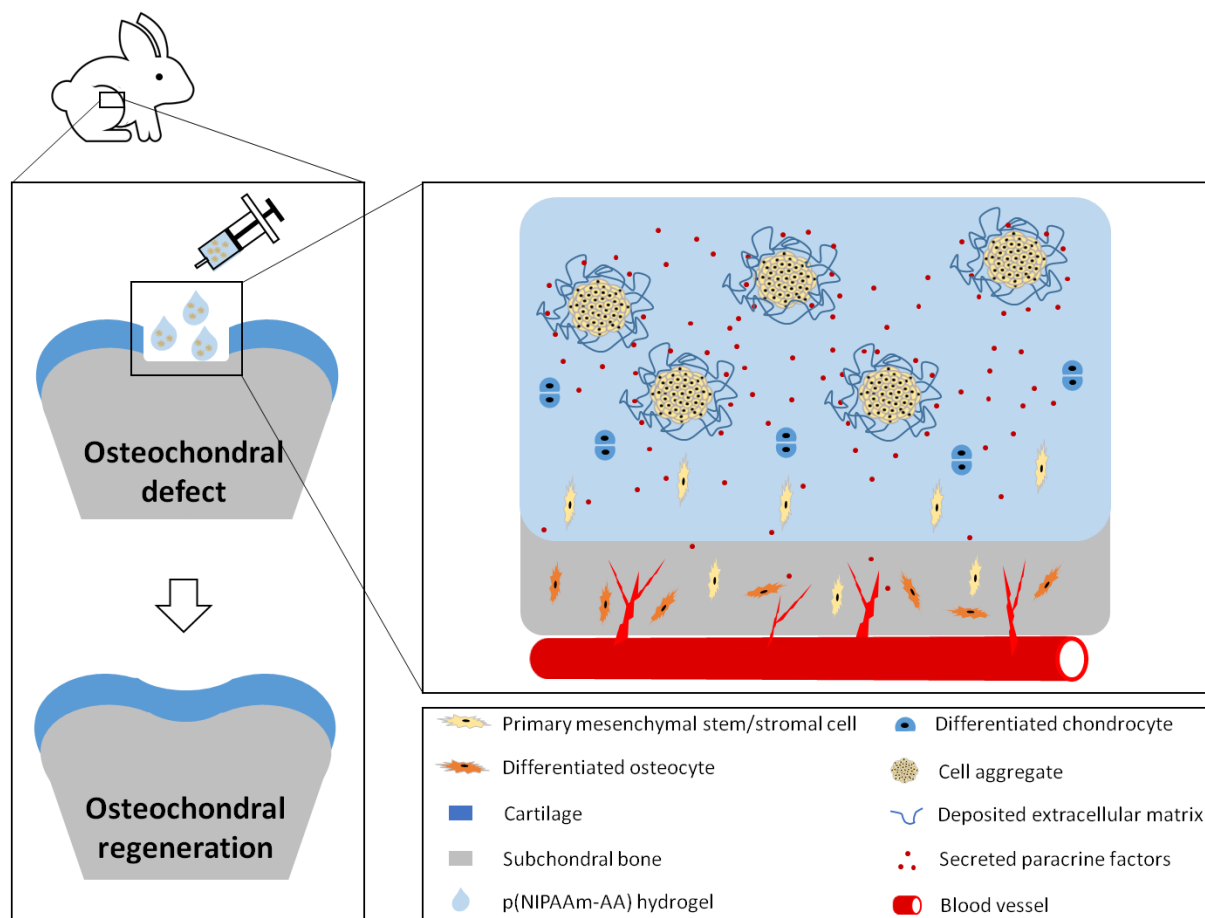 Osteochondral
defect
Osteochondral
regeneration
Primary mesenchymal stem/stromal cell
Differentiated osteocyte
Cartilage
Subchondral bone
p(NIPAAm-AA) hydrogel
Differentiated chondrocyte
Cell aggregate
Deposited extracellular matrix
Secreted paracrine factors
Blood vessel